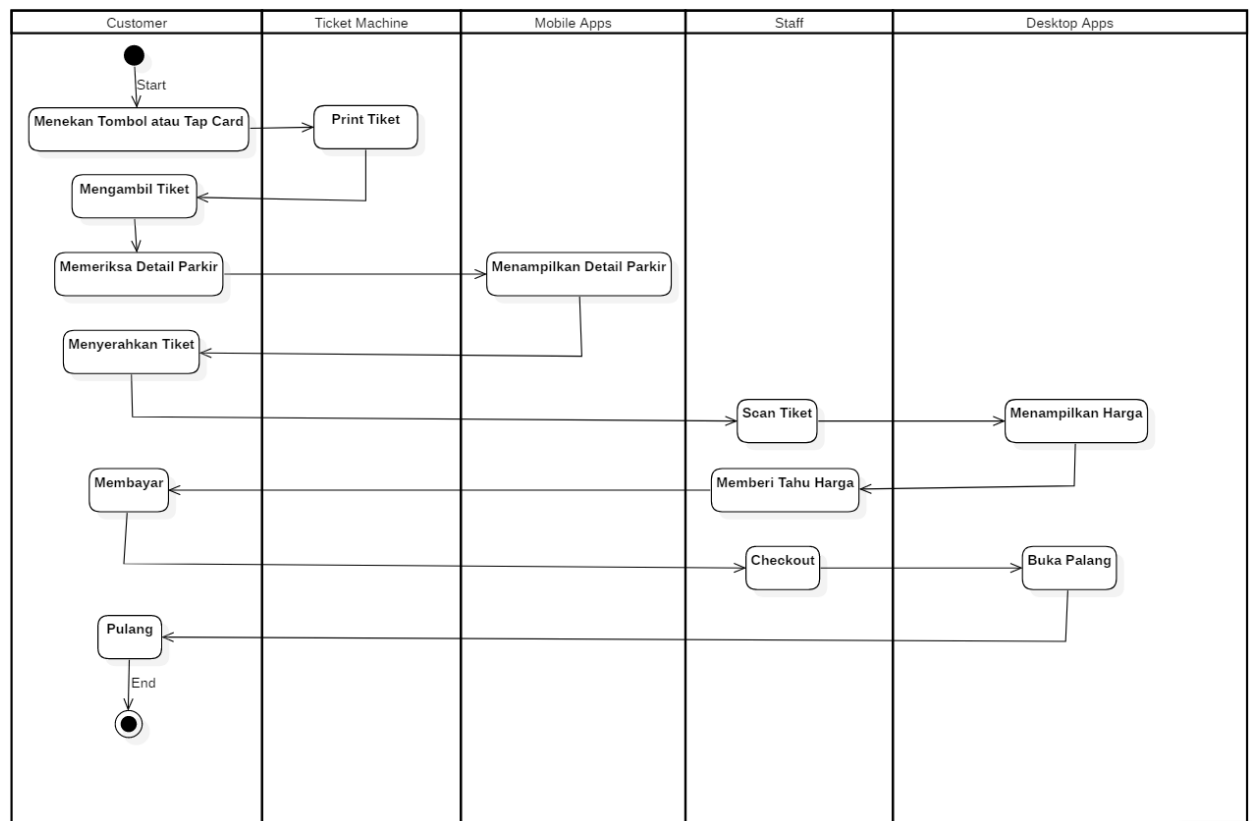 Customer
Ticket Machine
Mobile Apps
Staff
Desktop Apps
Start
Menekan Tombol atau Tap Card
Print Tiket
Mengambil Tiket
Memeriksa Detail Parkir
Menampilkan Detail Parkir
Menyerahkan Tiket
Scan Tiket
Menampilkan Harga
Membayar
Memberi Tahu Harga
Checkout
Buka Palang
Pulang
End